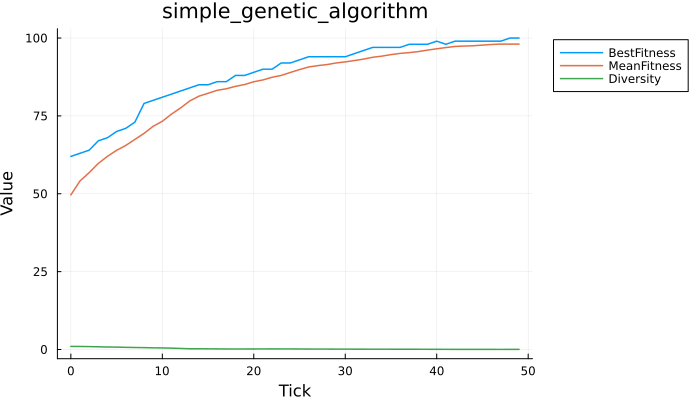 simple_genetic_algorithm
100
75
50
25
0
Value
0 10 20 30 40 50
Tick
BestFitness
MeanFitness
Diversity